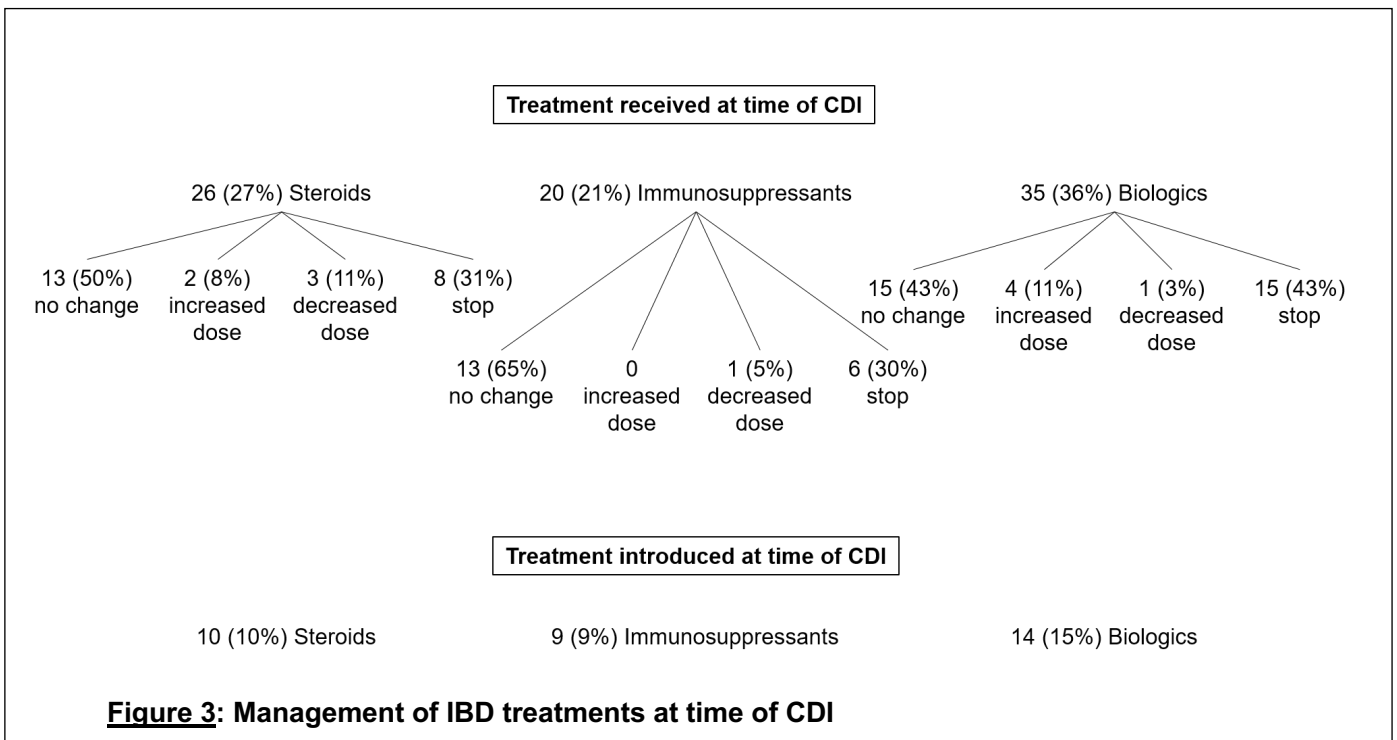 Treatment received at time of CDI
26 (27%) Steroids
20 (21%) Immunosuppressants
35 (36%) Biologics
13 (50%)
no change
2 (8%)
increased
dose
3 (11%)
decreased
dose
8 (31%)
stop
13 (65%)
no change
0
increased
dose
1 (5%)
decreased
dose
6 (30%)
stop
15 (43%)
no change
4 (11%)
increased
dose
1 (3%)
decreased
dose
15 (43%)
stop
Treatment introduced at time of CDI
10 (10%) Steroids
9 (9%) Immunosuppressants
14 (15%) Biologics
Figure 3: Management of IBD treatments at time of CDI